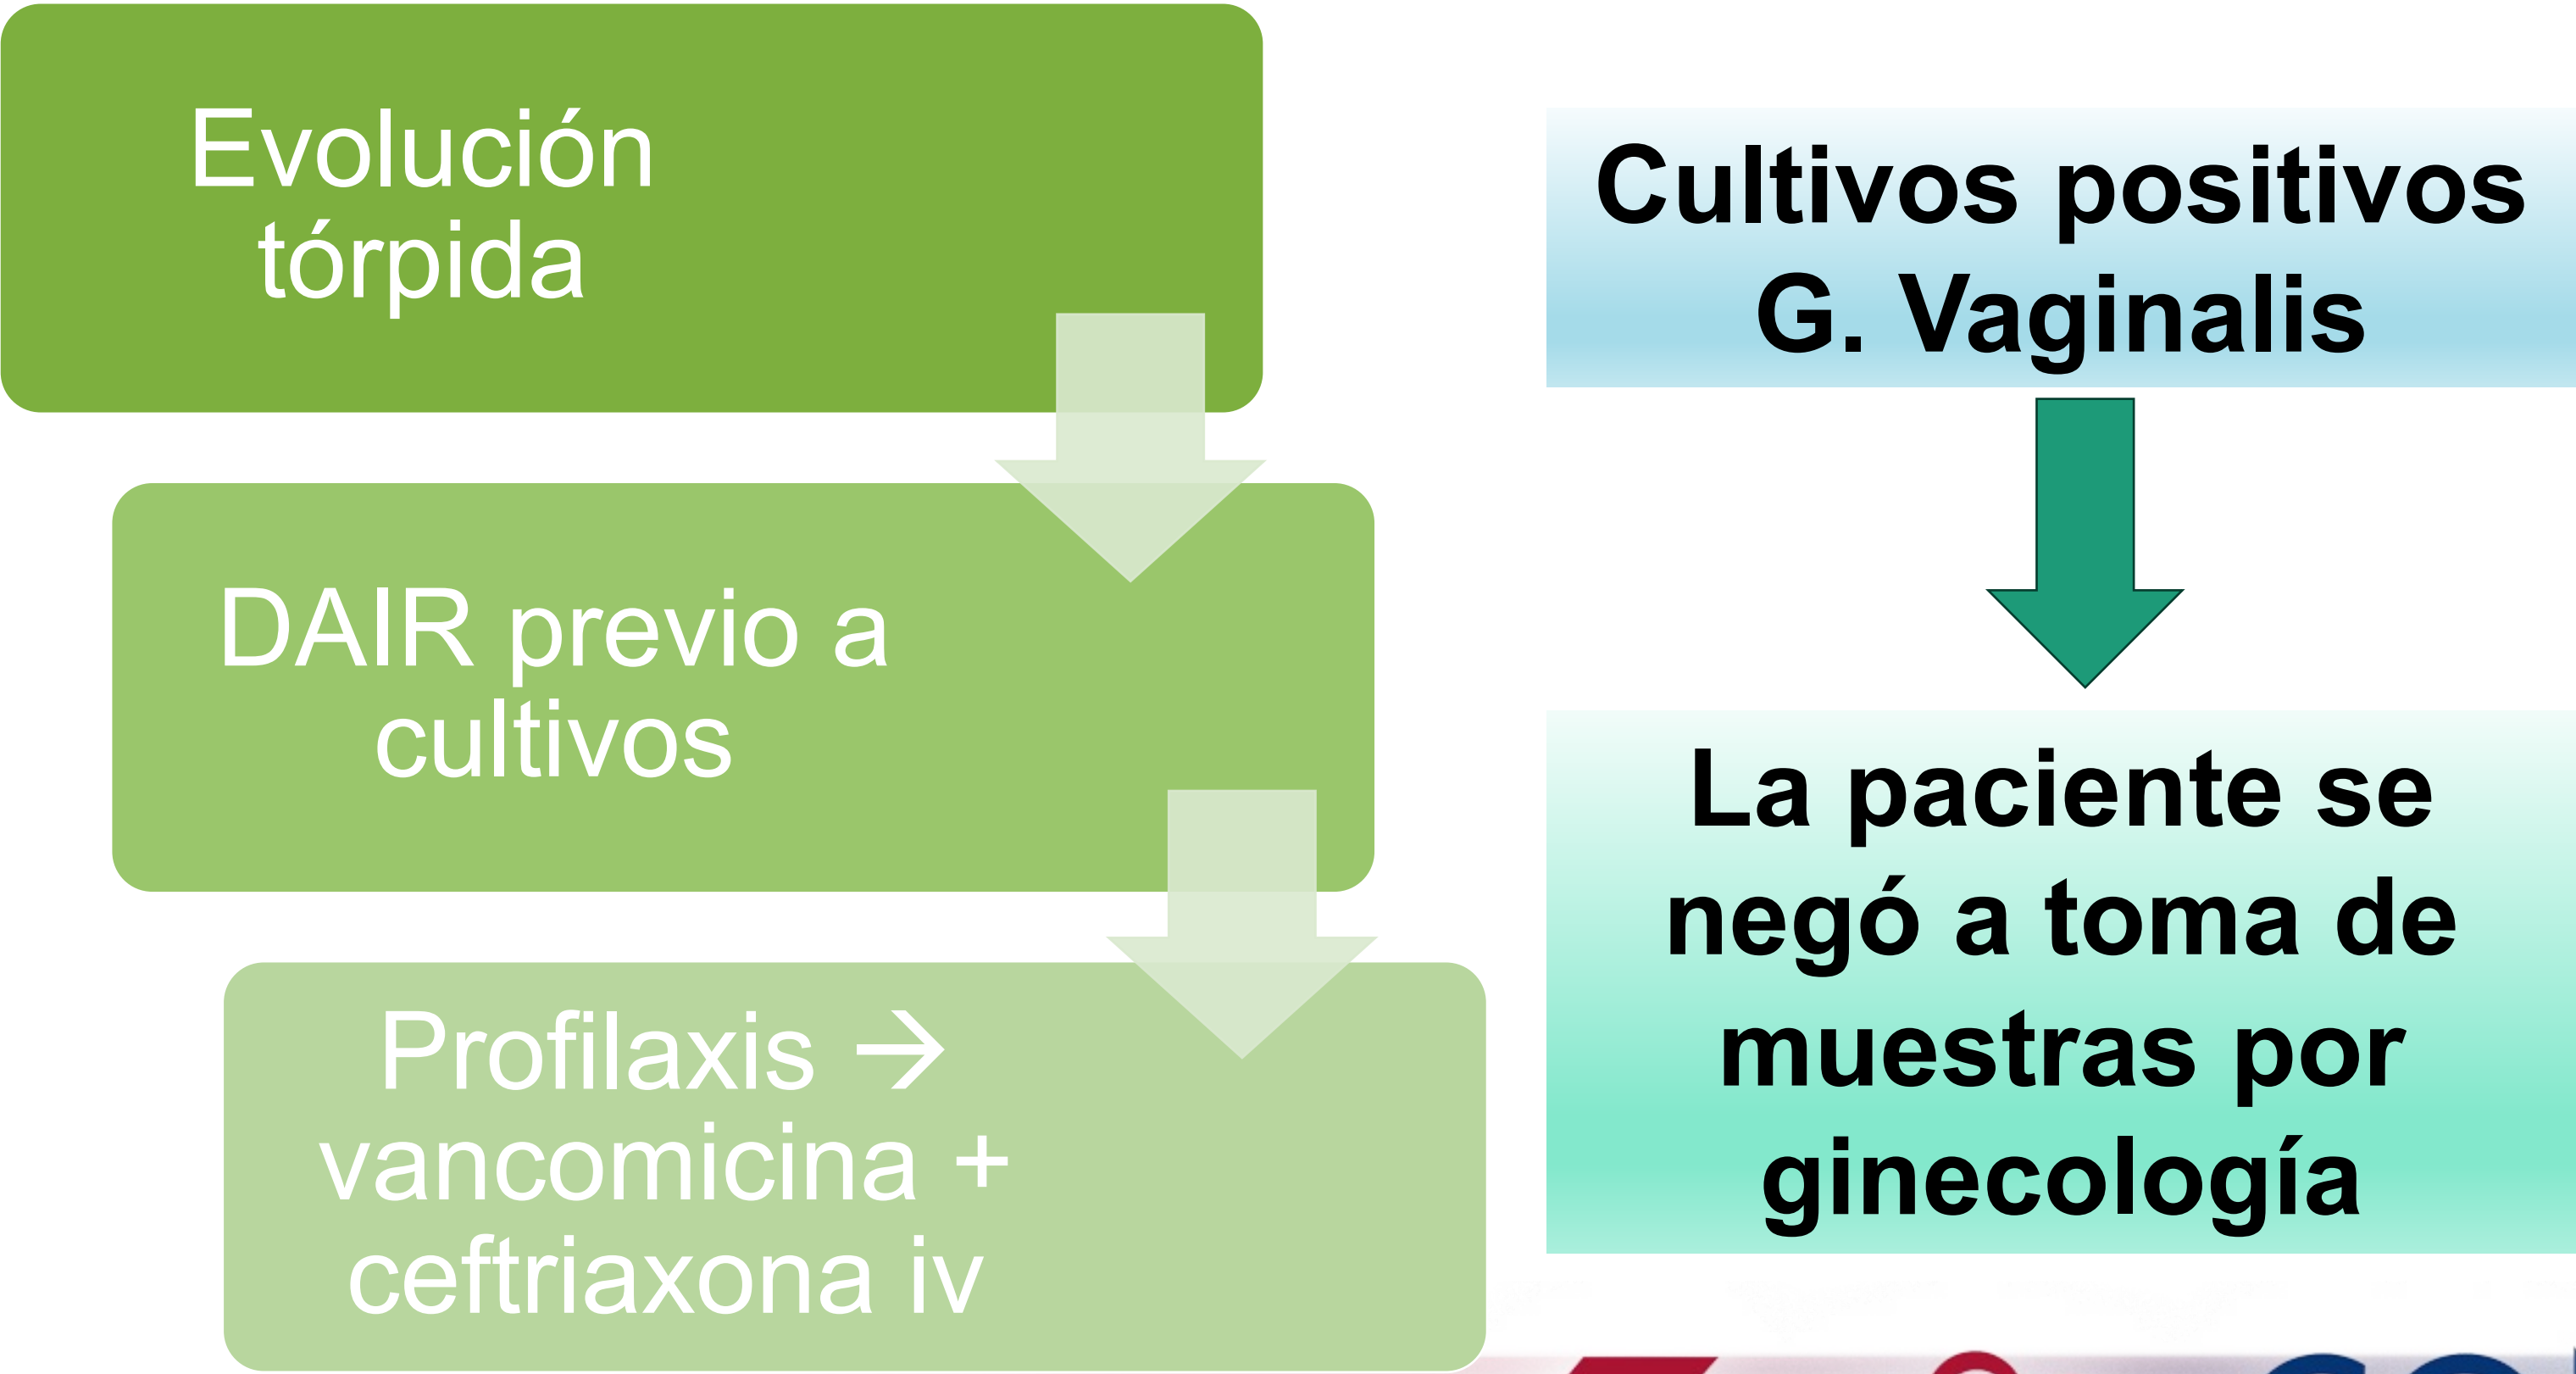 Evolución
tórpida
DAIR previo a
cultivos
Profilaxis →
vancomicina +
ceftriaxona iv
Cultivos positivos
G. Vaginalis
La paciente se
negó a toma de
muestras por
ginecología